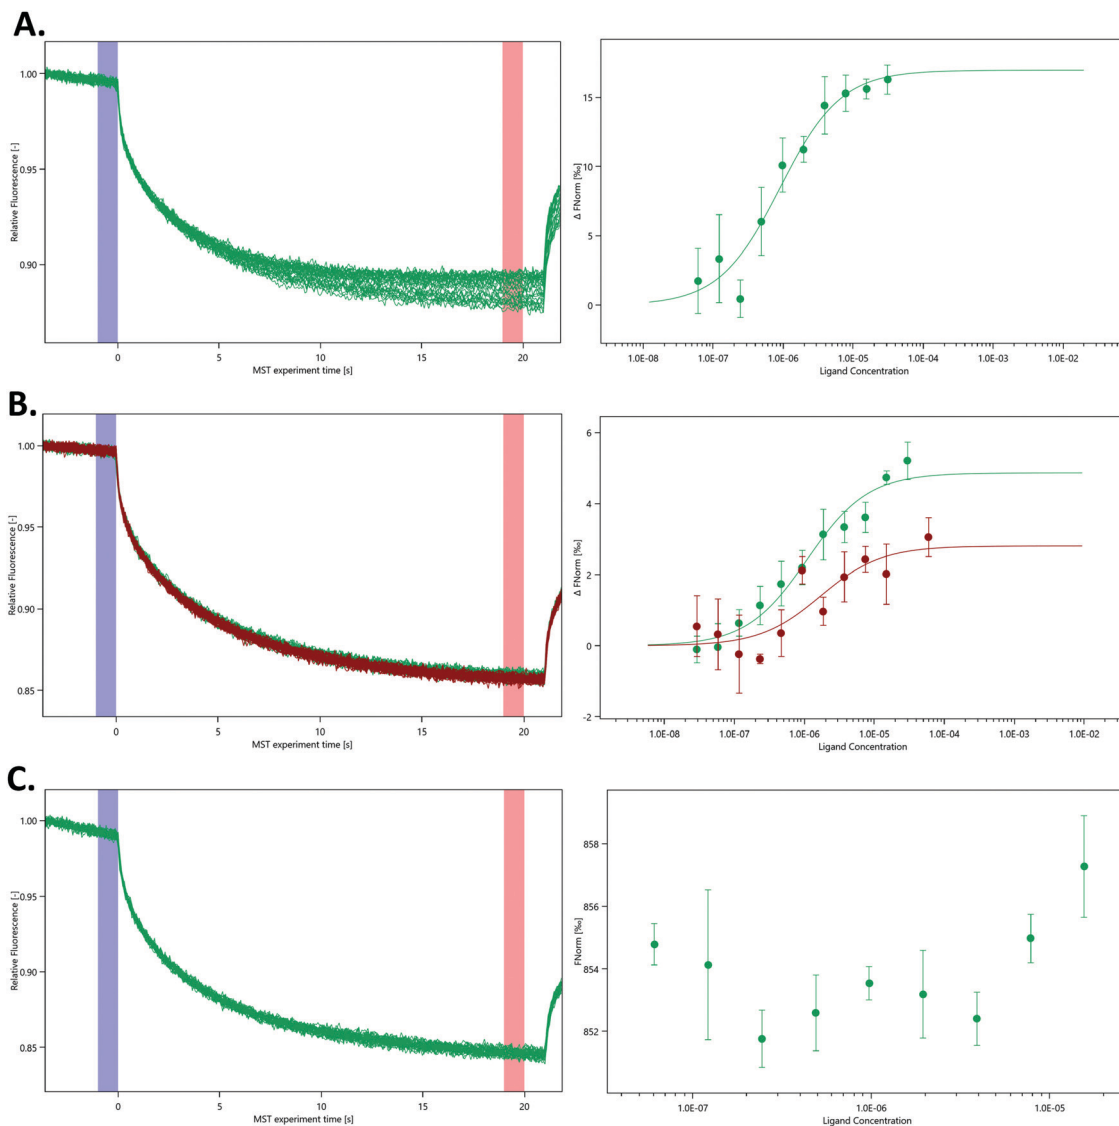 A.
1.00
0.95
0.90
Relative Fluorescence [-]
0 5 10 15 20
MST experiment time [s]
15
10
5
0
Δ FNorm [‰]
1.0E-08 1.0E-07 1.0E-06 1.0E-05 1.0E-04 1.0E-03 1.0E-02
Ligand Concentration
B.
1.00
0.95
0.90
0.85
Relative Fluorescence [-]
0 5 10 15 20
MST experiment time [s]
6
4
2
0
-2
Δ FNorm [‰]
1.0E-08 1.0E-07 1.0E-06 1.0E-05 1.0E-04 1.0E-03 1.0E-02
Ligand Concentration
C.
1.00
0.95
0.90
0.85
Relative Fluorescence [-]
0 5 10 15 20
MST experiment time [s]
858
856
854
852
FNorm [‰]
1.0E-07 1.0E-06 1.0E-05
Ligand Concentration